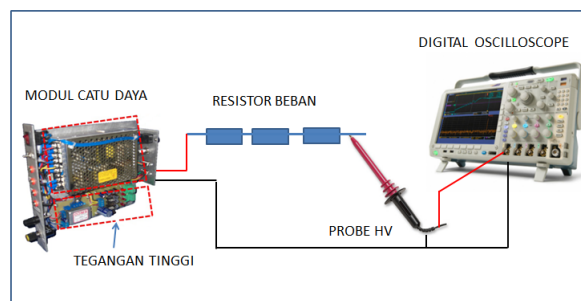 DIGITAL OSCILLOSCOPE
MODUL CATU DAYA
RESISTOR BEBAN
PROBE HV
TEGANGAN TINGGI